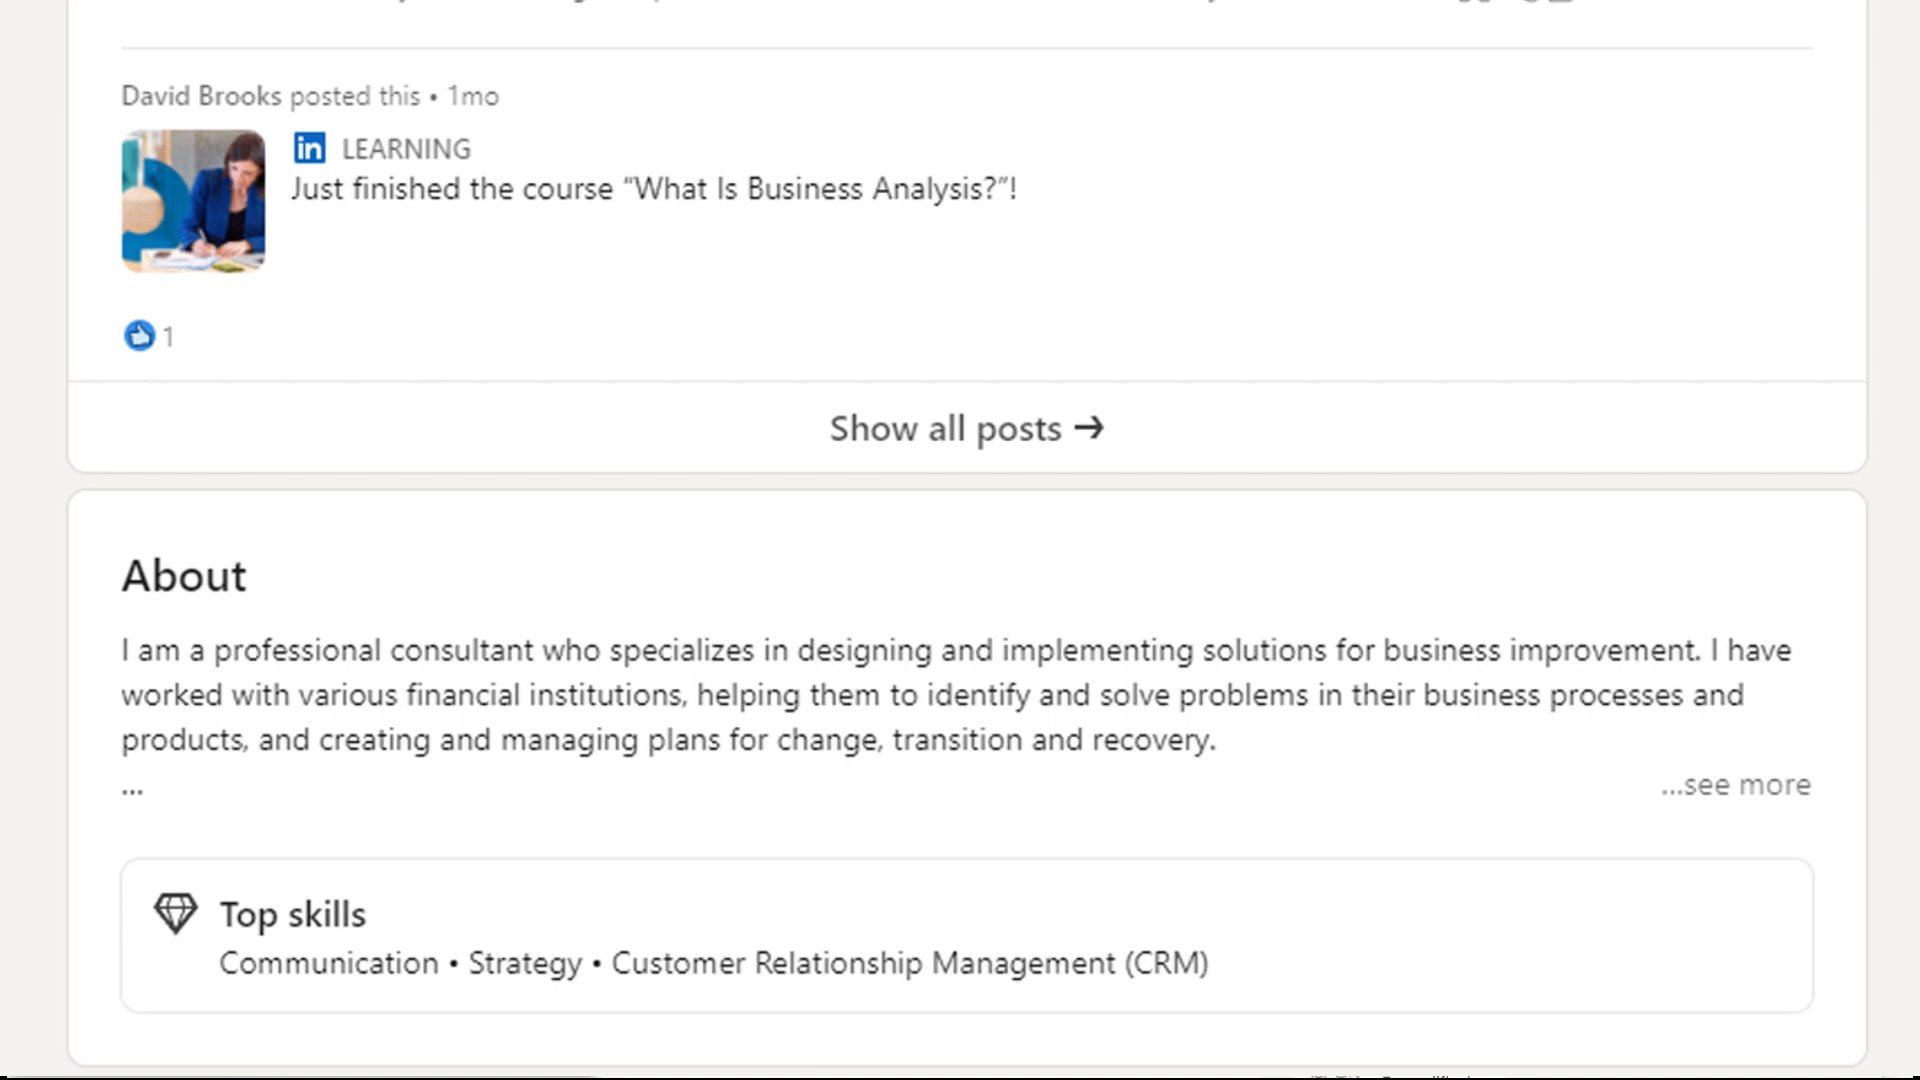 David Brooks posted this • 1mo
in LEARNING
Just finished the course “What Is Business Analysis?”!
1
Show all posts →
About
I am a professional consultant who specializes in designing and implementing solutions for business improvement. I have
worked with various financial institutions, helping them to identify and solve problems in their business processes and
products, and creating and managing plans for change, transition and recovery.
...
...see more
Top skills
Communication • Strategy • Customer Relationship Management (CRM)